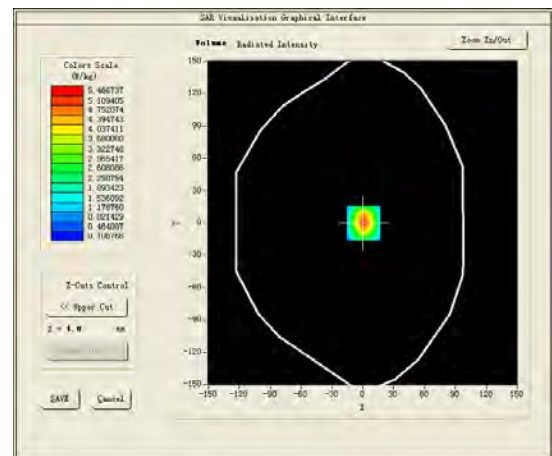 SAR Visualisation Graphical Interface
Volume Radiated Intensity
Zoom In/Out
Colors Scale
(W/kg)
5.466737
5.109405
4.752074
4.394743
4.037411
3.680080
3.322748
2.965417
2.608086
2.250754
1.893423
1.536092
1.178760
0.821429
0.464097
0.106766
150
120-
90-
60-
30-
0-
-30-
-60-
-90-
-120-
-150
Y
-150 -120 -90 -60 -30 0 30 60 90 120 150
X
Z-Cuts Control
<< Upper Cut
Z = 4.0 mm
SAVE
Cancel